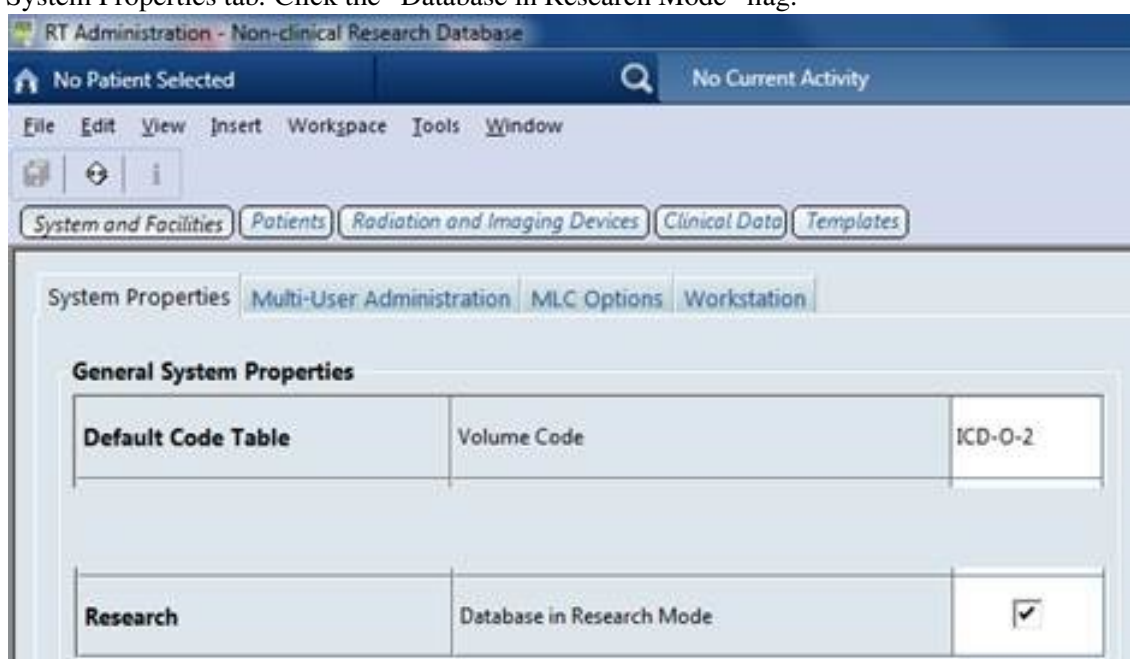 System Properties tab. Click the "Database in Research Mode" flag.
RT Administration - Non-clinical Research Database
No Patient Selected No Current Activity
File Edit View Insert Workspace Tools Window
System and Facilities Patients Radiation and Imaging Devices Clinical Data Templates
System Properties Multi-User Administration MLC Options Workstation
General System Properties
Default Code Table Volume Code ICD-O-2
Research Database in Research Mode